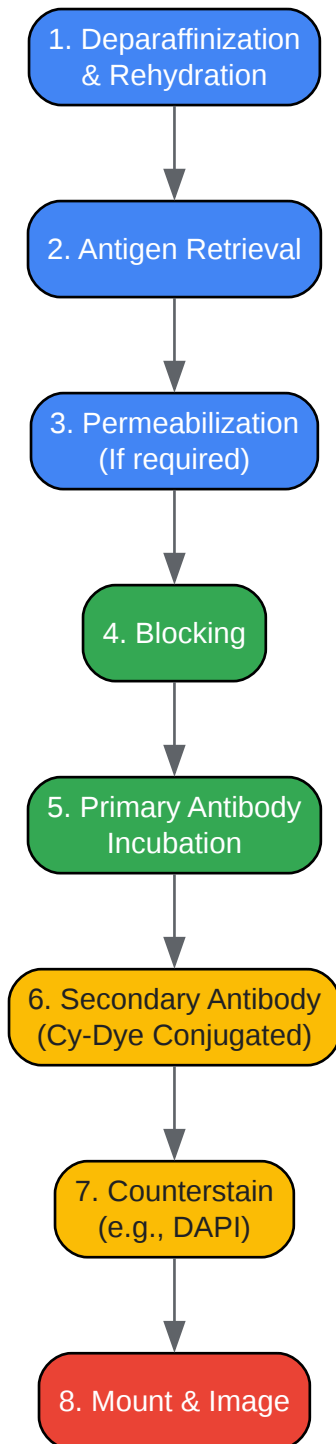 1. Deparaffinization
& Rehydration
2. Antigen Retrieval
3. Permeabilization
(If required)
4. Blocking
5. Primary Antibody
Incubation
6. Secondary Antibody
(Cy-Dye Conjugated)
7. Counterstain
(e.g., DAPI)
8. Mount & Image